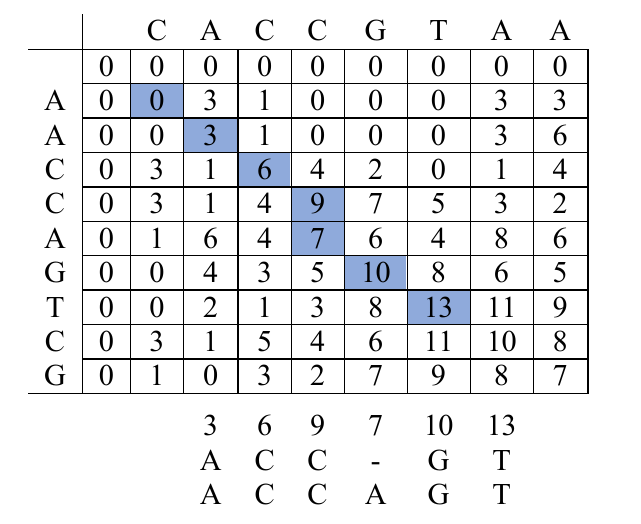 C A C C G T A A
0 0 0 0 0 0 0 0 0
A 0 0 3 1 0 0 0 3 3
A 0 0 3 1 0 0 0 3 6
C 0 3 1 6 4 2 0 1 4
C 0 3 1 4 9 7 5 3 2
A 0 1 6 4 7 6 4 8 6
G 0 0 4 3 5 10 8 6 5
T 0 0 2 1 3 8 13 11 9
C 0 3 1 5 4 6 11 10 8
G 0 1 0 3 2 7 9 8 7
3 6 9 7 10 13
A C C - G T
A C C A G T